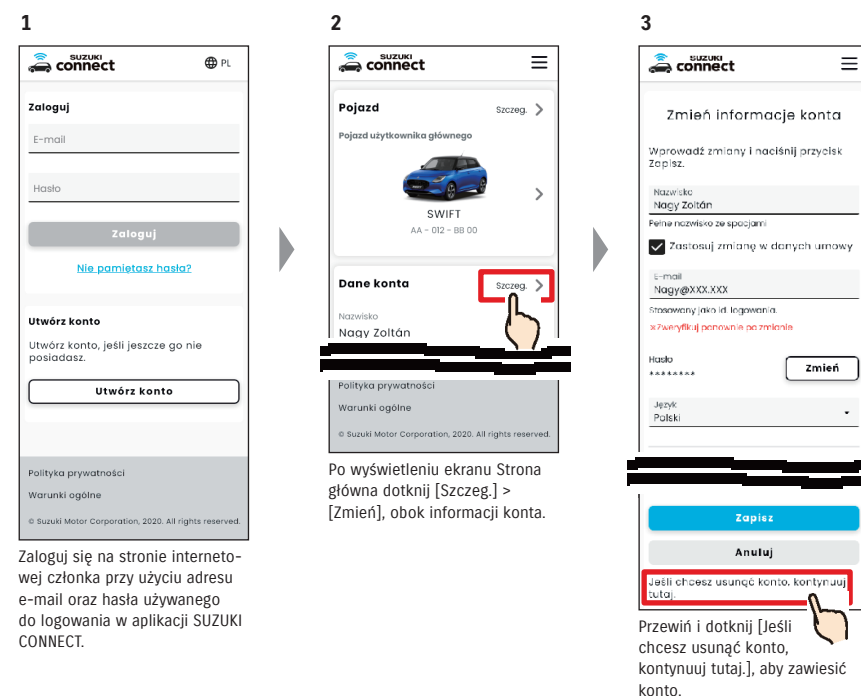 1
SUZUKI
connect
PL
Zaloguj
E-mail
Hasło
Zaloguj
Nie pamiętasz hasła?
Utwórz konto
Utwórz konto, jeśli jeszcze go nie
posiadasz.
Utwórz konto
Polityka prywatności
Warunki ogólne
© Suzuki Motor Corporation, 2020. All rights reserved.
Zaloguj się na stronie interneto-
wej członka przy użyciu adresu
e-mail oraz hasła używanego
do logowania w aplikacji SUZUKI
CONNECT.
2
SUZUKI
connect
Pojazd
Szczeg.
Pojazd użytkownika głównego
SWIFT
AA - 012 - BB 00
Dane konta
Szczeg.
Nazwisko
Nagy Zoltán
Polityka prywatności
Warunki ogólne
© Suzuki Motor Corporation, 2020. All rights reserved.
Po wyświetleniu ekranu Strona
główna dotknij [Szczeg.] >
[Zmień], obok informacji konta.
3
SUZUKI
connect
Zmień informacje konta
Wprowadź zmiany i naciśnij przycisk
Zapisz.
Nazwisko
Nagy Zoltán
Pełne nazwisko ze spacjami
Zastosuj zmianę w danych umowy
E-mail
Nagy@XXX.XXX
Stosowany jako id. logowania.
※Zweryfikuj ponownie po zmianie
Hasło
********
Zmień
Język
Polski
Zapisz
Anuluj
Jeśli chcesz usunąć konto, kontynuuj
tutaj.
Przewiń i dotknij [Jeśli
chcesz usunąć konto,
kontynuuj tutaj.], aby zawiesić
konto.